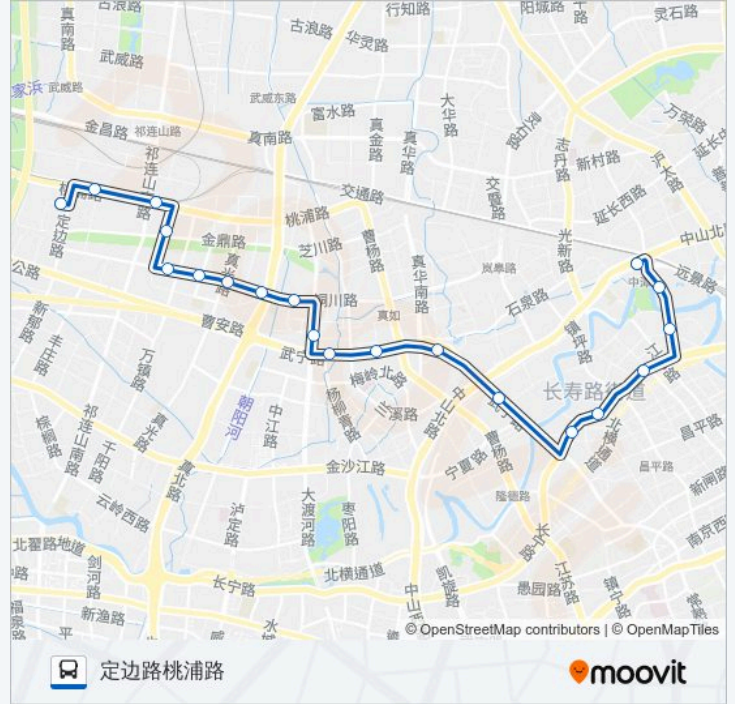 古浪路
行知路
阳城路
灵石路
真南路
古浪路
华灵路
武威路
家浜
武威路
武威东路
富水路
大华路
万荣路
金昌路
祁连山路
真南路
真金路
真华路
志丹路
新村路
沪太路
祁连山路
交通路
交暨路
延长西路
定边路
桃浦路
曹杨路
光新路
中山北路
金鼎路
芝川路
真光路
真华南路
岚皋路
远景路
公路
铜川路
石泉路
真如
镇坪路
新郁路
曹安路
武宁路
丰庄路
万镇路
梅岭北路
长寿路街道
杨柳青路
兰溪路
中山北路
棕榈路
祁连山南路
真光路
朝阳河
中江路
北横通道
昌平路
千阳路
曹杨路
宁夏路
昌平路
真北路
金沙江路
新闸路
云岭西路
泸定路
大渡河路
枣阳路
隆德路
长宁路
南京西路
北翟路地道
剑河路
北横通道
凯旋路
江苏路
长宁路
愚园路
镇宁路
福泉路
新渔路
© OpenStreetMap contributors | © OpenMapTiles
定边路桃浦路
moovit